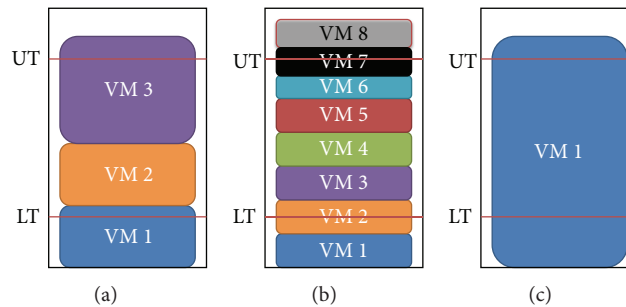 UT
LT
VM 3
VM 2
VM 1
(a)
UT
LT
VM 8
VM 7
VM 6
VM 5
VM 4
VM 3
VM 2
VM 1
(b)
UT
LT
VM 1
(c)